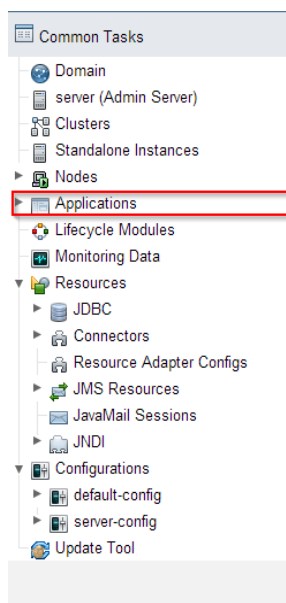 Common Tasks
Domain
server (Admin Server)
Clusters
Standalone Instances
Nodes
Applications
Lifecycle Modules
Monitoring Data
Resources
JDBC
Connectors
Resource Adapter Configs
JMS Resources
JavaMail Sessions
JNDI
Configurations
default-config
server-config
Update Tool